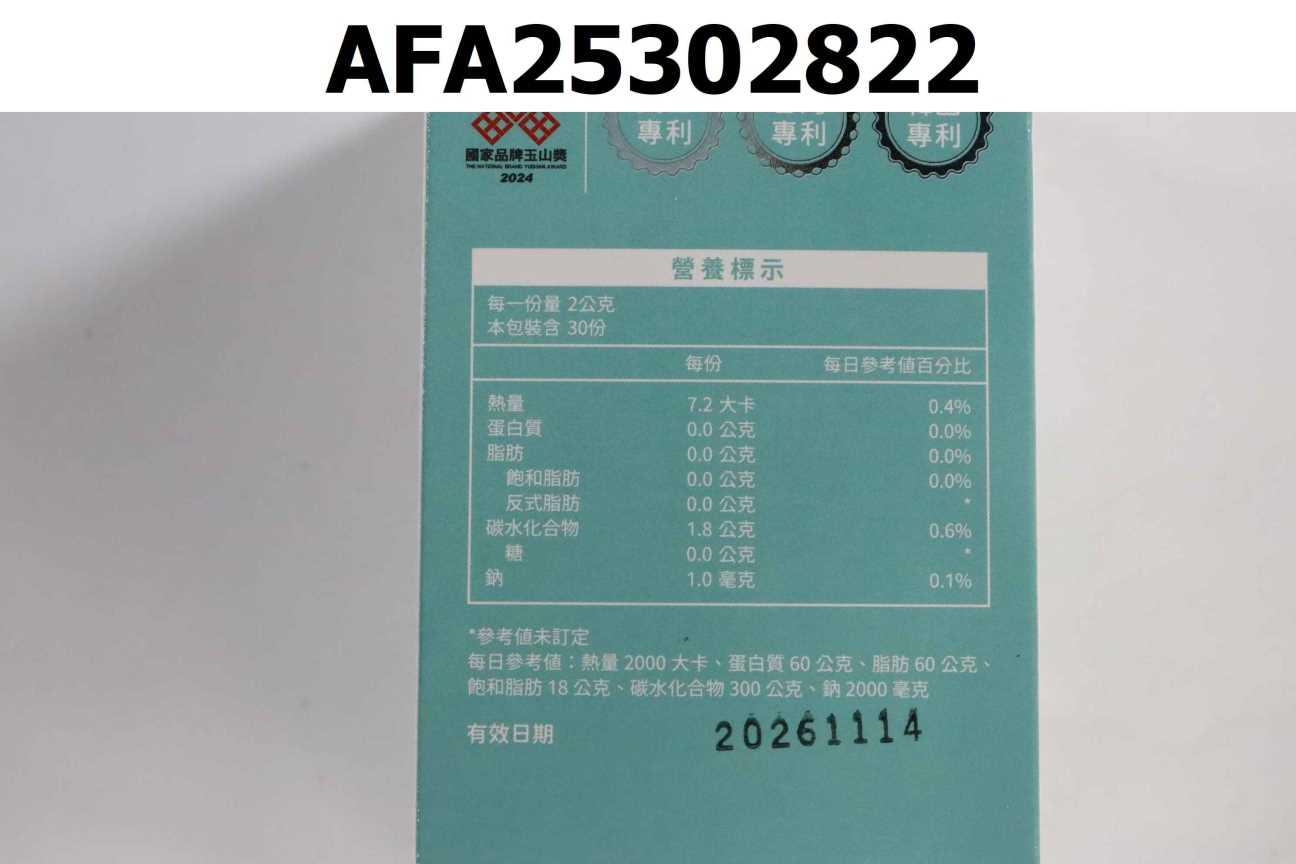 AFA25302822
專利
專利
專利
國家品牌玉山獎
THE NATIONAL BRAND YUSHAN AWARD
2024
營養標示
每一份量 2公克
本包裝含 30份
每份 每日參考值百分比
熱量 7.2 大卡 0.4%
蛋白質 0.0 公克 0.0%
脂肪 0.0 公克 0.0%
飽和脂肪 0.0 公克 0.0%
反式脂肪 0.0 公克 *
碳水化合物 1.8 公克 0.6%
糖 0.0 公克 *
鈉 1.0 毫克 0.1%
*參考值未訂定
每日參考值：熱量 2000 大卡、蛋白質 60 公克、脂肪 60 公克、
飽和脂肪 18 公克、碳水化合物 300 公克、鈉 2000 毫克
有效日期 20261114